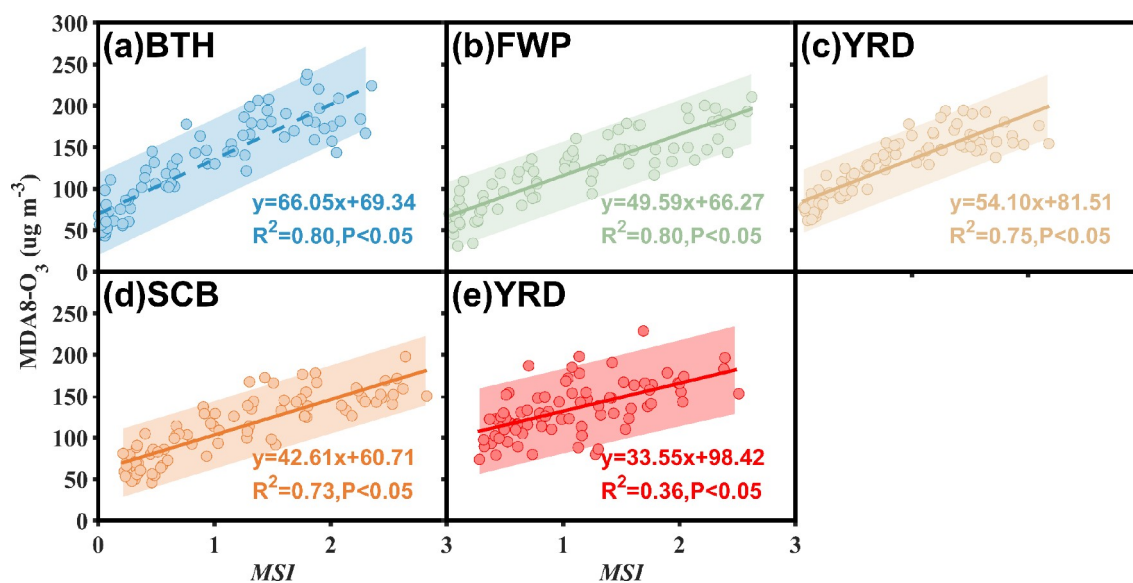 300
250
200
150
100
50
0
(a)BTH
y=66.05x+69.34
R²=0.80,P<0.05
(b)FWP
y=49.59x+66.27
R²=0.80,P<0.05
(c)YRD
y=54.10x+81.51
R²=0.75,P<0.05
MDA8-O₃ (ug m⁻³)
250
200
150
100
50
0
(d)SCB
y=42.61x+60.71
R²=0.73,P<0.05
(e)YRD
y=33.55x+98.42
R²=0.36,P<0.05
0 1 2 3 1 2 3
MSI MSI